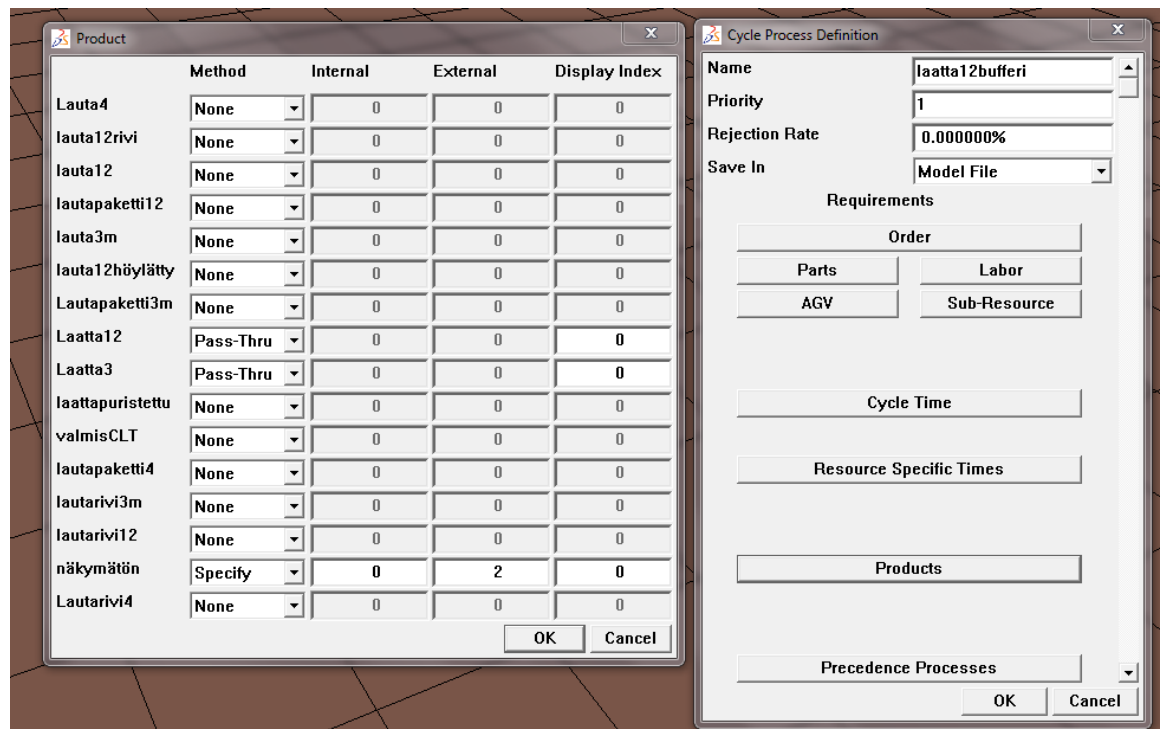 Product
Method Internal External Display Index
Lauta4 None 0 0 0
lauta12rivi None 0 0 0
lauta12 None 0 0 0
lautapaketti12 None 0 0 0
lauta3m None 0 0 0
lauta12höylätty None 0 0 0
Lautapaketti3m None 0 0 0
Laatta12 Pass-Thru 0 0 0
Laatta3 Pass-Thru 0 0 0
laattapuristettu None 0 0 0
valmisCLT None 0 0 0
lautapaketti4 None 0 0 0
lautarivi3m None 0 0 0
lautarivi12 None 0 0 0
näkymätön Specify 0 2 0
Lautarivi4 None 0 0 0
OK Cancel
Cycle Process Definition
Name laatta12bufferi
Priority 1
Rejection Rate 0.000000%
Save In Model File
Requirements
Order
Parts Labor
AGV Sub-Resource
Cycle Time
Resource Specific Times
Products
Precedence Processes
OK Cancel